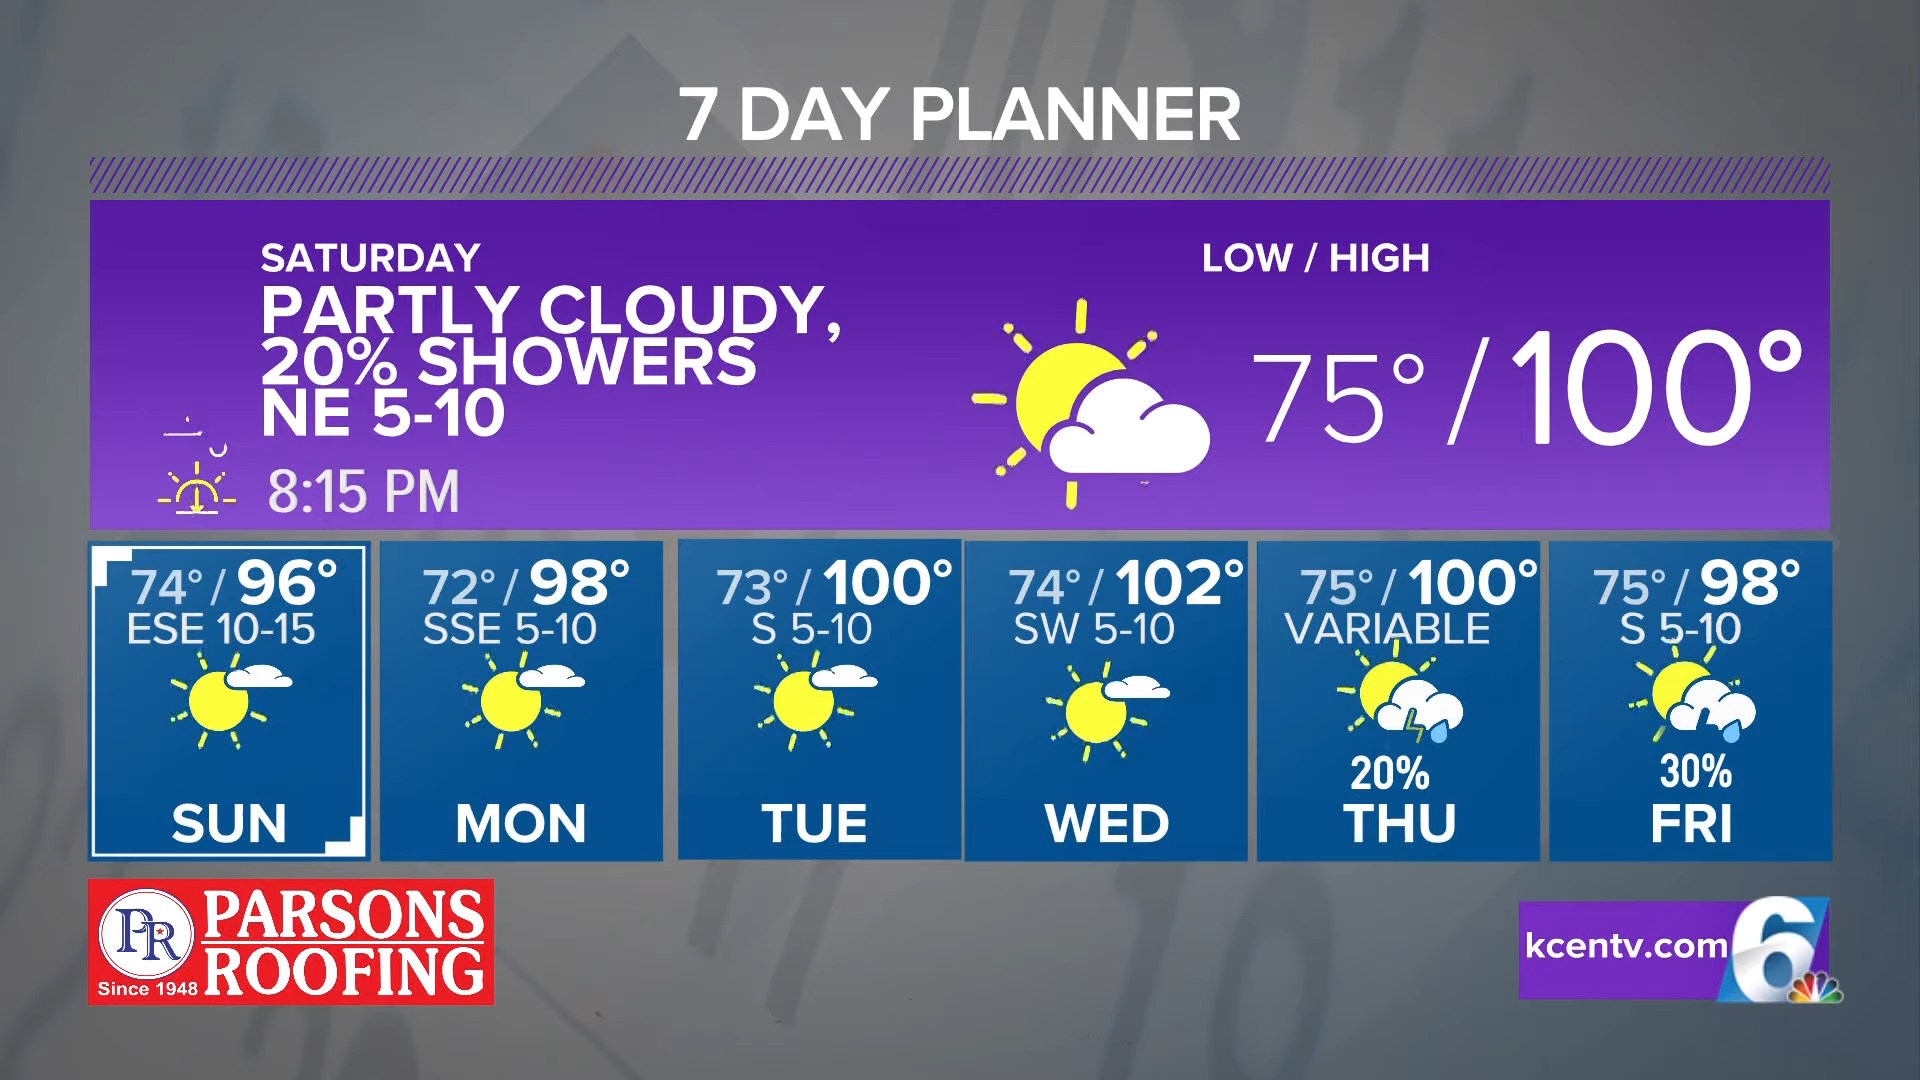 7 DAY PLANNER
SATURDAY
PARTLY CLOUDY,
20% SHOWERS
NE 5-10
8:15 PM
LOW / HIGH
75° / 100°
74° / 96°
ESE 10-15
SUN
72° / 98°
SSE 5-10
MON
73° / 100°
S 5-10
TUE
74° / 102°
SW 5-10
WED
75° / 100°
VARIABLE
20%
THU
75° / 98°
S 5-10
30%
FRI
PR
Since 1948
PARSONS
ROOFING
kcentv.com
6